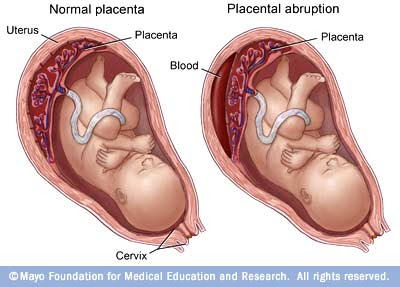 Normal placenta
Placental abruption
Uterus
Placenta
Placenta
Blood
Cervix
© Mayo Foundation for Medical Education and Research. All rights reserved.